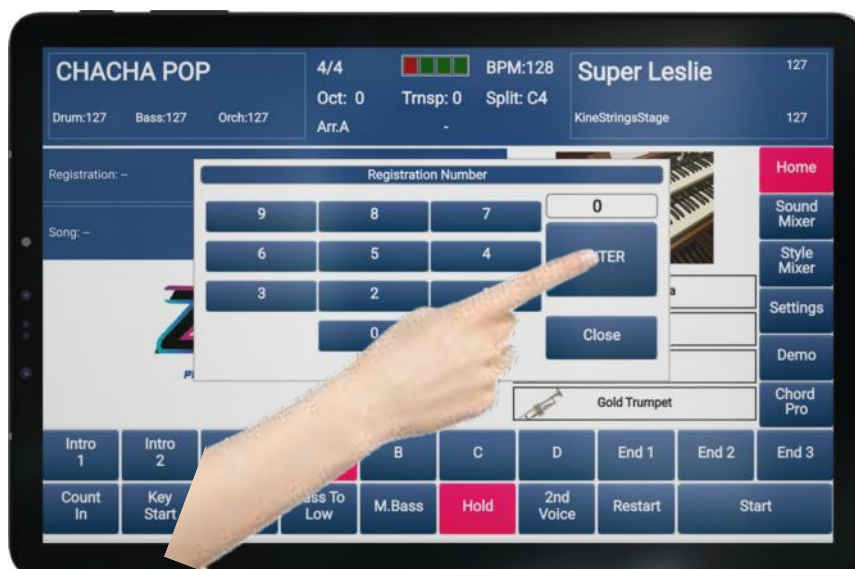 CHACHA POP
Drum:127 Bass:127 Orch:127
4/4 BPM:128
Oct: 0 Trnsp: 0 Split: C4
Arr.A -
Super Leslie 127
KineStringsStage 127
Registration: –
Song: –
Registration Number
9 8 7 0
6 5 4
3 2
0
Close
Gold Trumpet
Home
Sound
Mixer
Style
Mixer
Settings
Demo
Chord
Pro
Intro
1
Intro
2
B C D End 1 End 2 End 3
Count
In
Key
Start
Low
M.Bass
Hold
2nd
Voice
Restart
Start